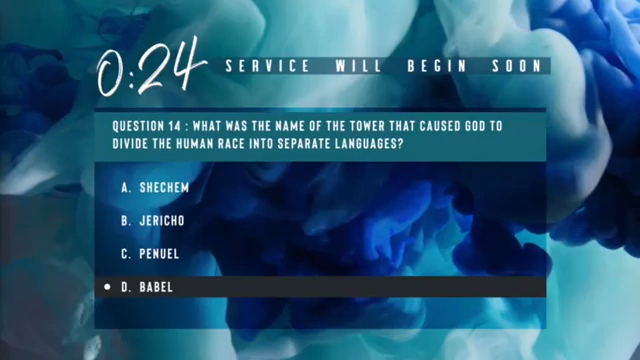 0:24 SERVICE WILL BEGIN SOON
QUESTION 14 : WHAT WAS THE NAME OF THE TOWER THAT CAUSED GOD TO
DIVIDE THE HUMAN RACE INTO SEPARATE LANGUAGES?
A. SHECHEM
B. JERICHO
C. PENUEL
D. BABEL